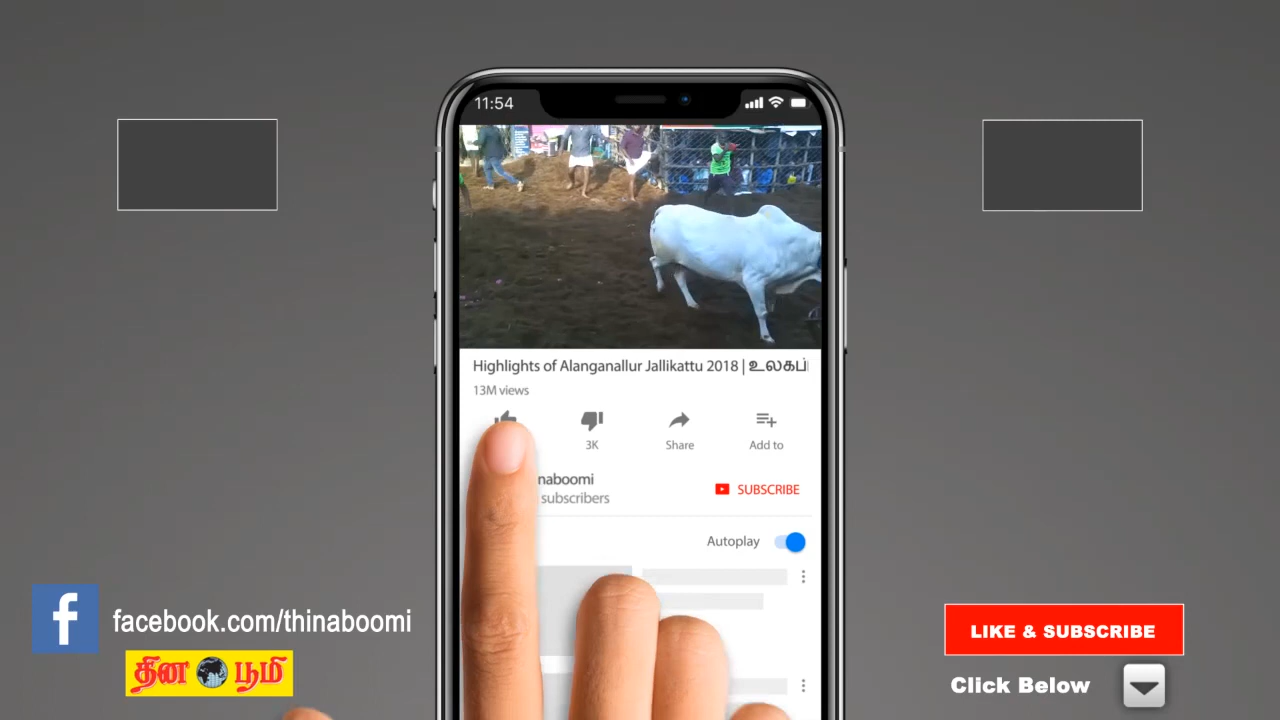 11:54
Highlights of Alanganallur Jallikattu 2018 | உலகப்
13M views
3K
Share
Add to
naboomi
subscribers
SUBSCRIBE
Autoplay
facebook.com/thinaboomi
தின பூமி
LIKE & SUBSCRIBE
Click Below